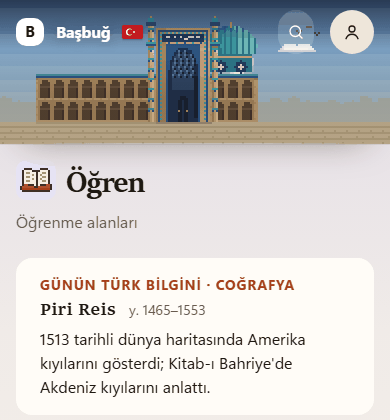 B Başbuğ
Öğren
Öğrenme alanları
GÜNÜN TÜRK BİLGİNİ · COĞRAFYA
Piri Reis y. 1465–1553
1513 tarihli dünya haritasında Amerika
kıyılarını gösterdi; Kitab-ı Bahriye'de
Akdeniz kıyılarını anlattı.